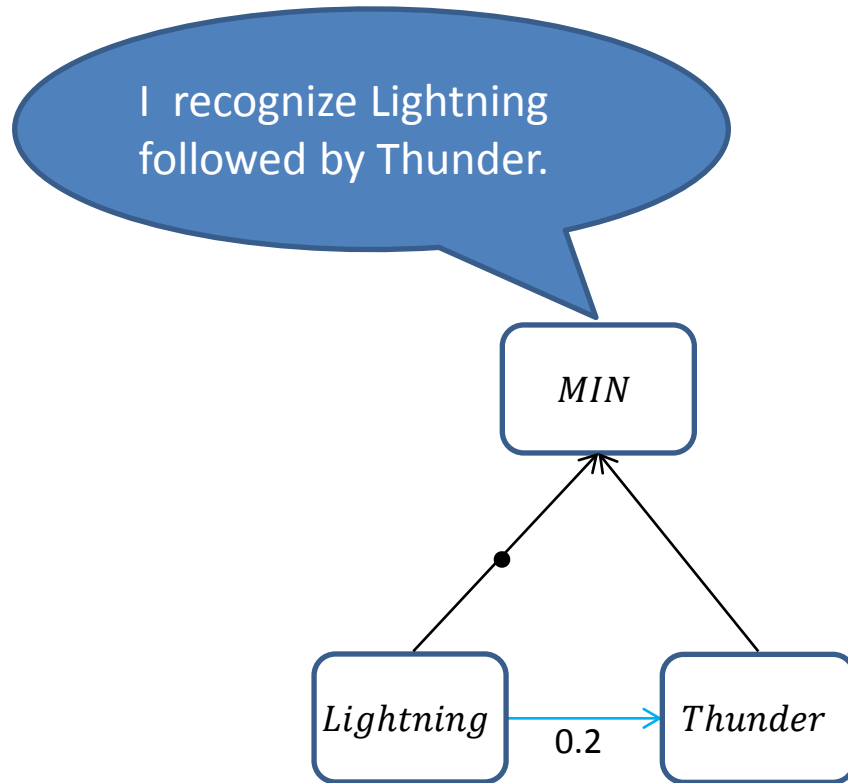 I recognize Lightning
followed by Thunder.
MIN
Lightning
0.2
Thunder